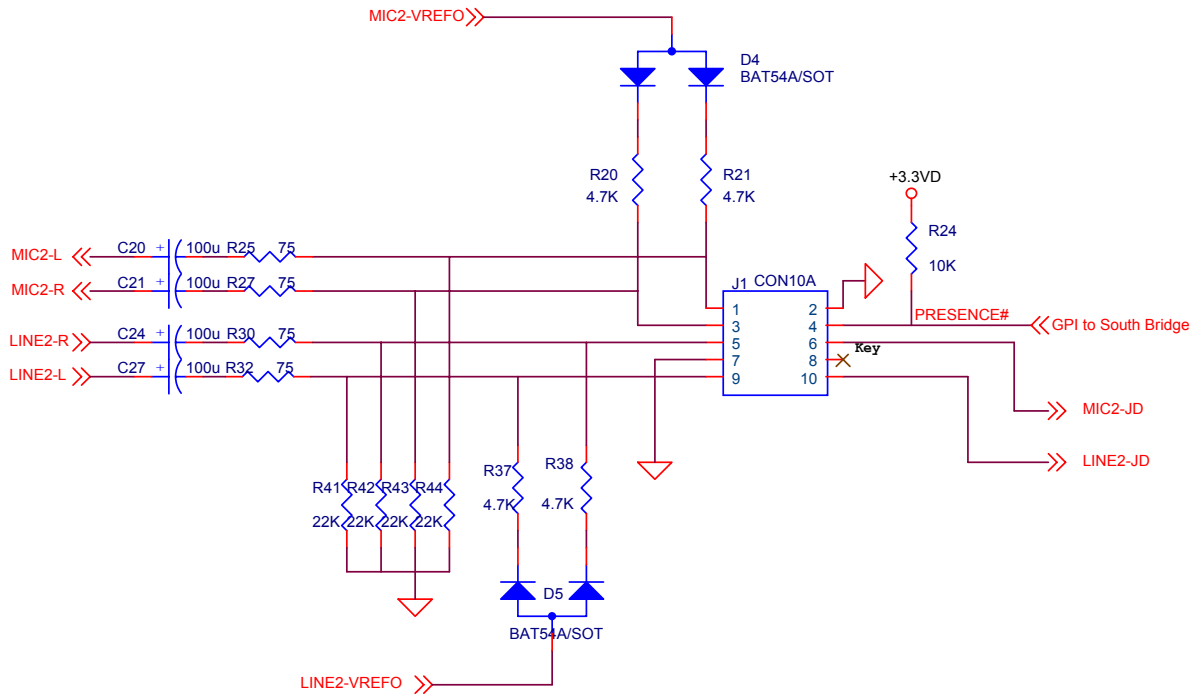 MIC2-VREFO
D4
BAT54A/SOT
R20
4.7K
R21
4.7K
+3.3VD
R24
10K
MIC2-L
C20
+
100u
R25
75
MIC2-R
C21
+
100u
R27
75
LINE2-R
C24
+
100u
R30
75
LINE2-L
C27
+
100u
R32
75
J1
CON10A
1
2
3
4
5
6
7
8
9
10
Key
PRESENCE#
GPI to South Bridge
MIC2-JD
LINE2-JD
R41
22K
R42
22K
R43
22K
R44
22K
R37
4.7K
R38
4.7K
D5
BAT54A/SOT
LINE2-VREFO